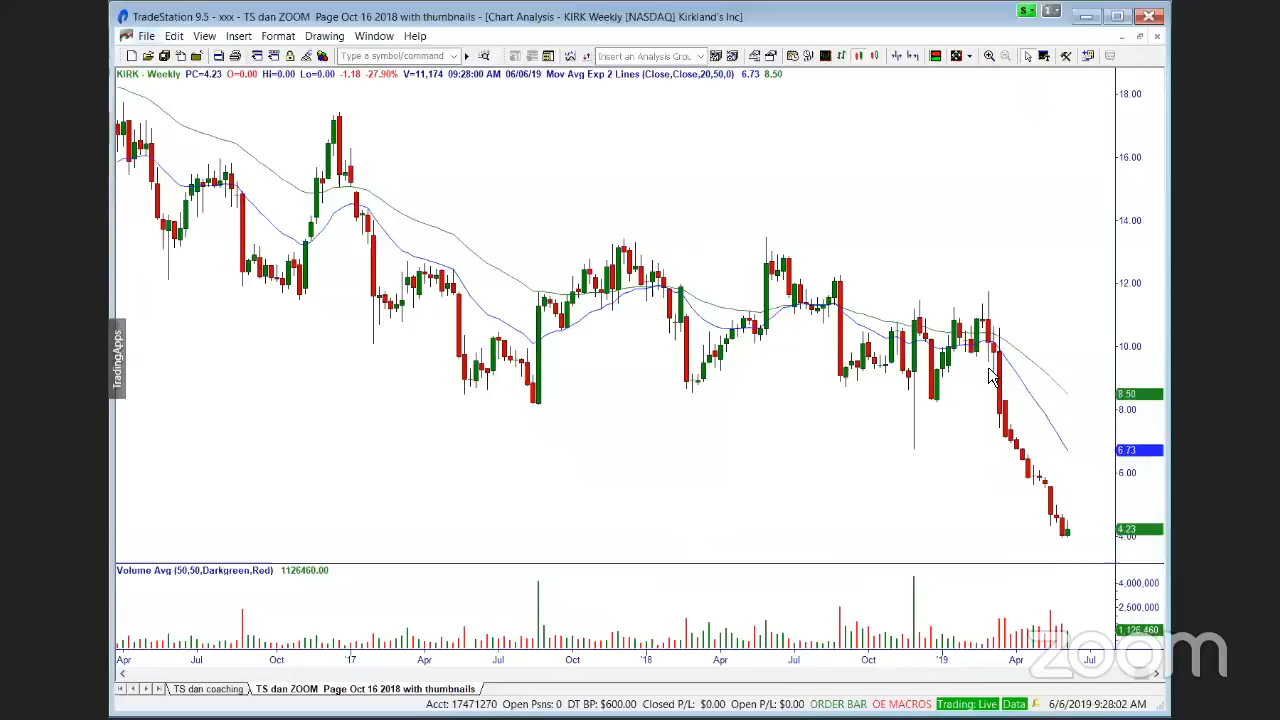 TradeStation 9.5 - xxx - TS dan ZOOM Page Oct 16 2018 with thumbnails - [Chart Analysis - KIRK Weekly [NASDAQ] Kirkland's Inc]
S
1
File Edit View Insert Format Drawing Window Help
Type a symbol/command
Insert an Analysis Grou
KIRK - Weekly PC=4.23 O=0.00 Hi=0.00 Lo=0.00 -1.18 -27.90% V=11,174 09:28:00 AM 06/06/19 Mov Avg Exp 2 Lines (Close,Close,20,50,0) 6.73 8.50
18.00
16.00
14.00
12.00
10.00
8.50
8.00
6.73
6.00
4.23
4.00
TradingApps
Volume Avg (50,50,Darkgreen,Red) 1126460.00
4,000,000
2,500,000
1,126,460
Apr Jul Oct '17 Apr Jul Oct '18 Apr Jul Oct '19 Apr Jul
zoom
TS dan coaching TS dan ZOOM Page Oct 16 2018 with thumbnails
Acct: 17471270 Open Psns: 0 DT BP: $600.00 Closed P/L: $0.00 Open P/L: $0.00 ORDER BAR OE MACROS Trading: Live Data 6/6/2019 9:28:02 AM